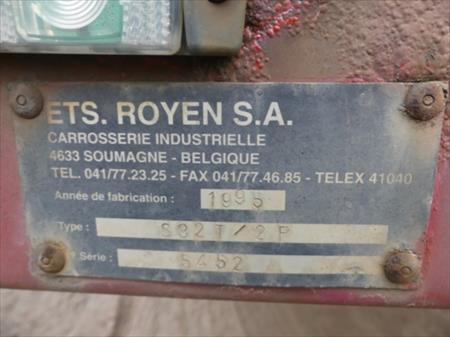 ETS. ROYEN S.A.
CARROSSERIE INDUSTRIELLE
4633 SOUMAGNE - BELGIQUE
TEL. 041/77.23.25 - FAX 041/77.46.85 - TELEX 41040
Année de fabrication : 1995
Type : S32T/2P
Série : 5452